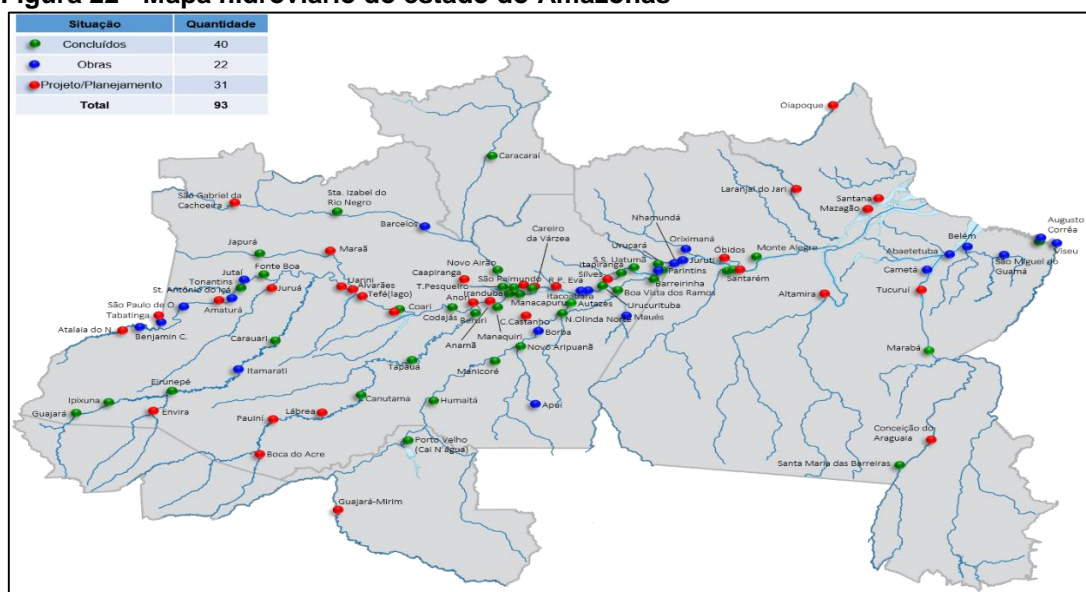 Figura 22 - Mapa hidroviário do estado do Amazonas
Situação Quantidade
Concluídos 40
Obras 22
Projeto/Planejamento 31
Total 93
Oiapoque
Caracaraí
Laranjal do Jari
Santana
Mazagão
São Gabriel da
Cachoeira
Sta. Izabel do
Rio Negro
Barcelos
Careiro
da Várzea
Nhamundá
Oriximiná
Óbidos
Monte Alegre
Belém
Augusto
Corrêa
Viseu
Abaetetuba
São Miguel do
Guamá
Cametá
Tucuruí
Japurá
Maraã
Novo Airão
Urucará
S.S. Uatumã
Itapiranga
Silves
Juruti
Parintins
Santarém
Caapiranga
São Raimundo
R.P. Eva
Barreirinha
Boa Vista dos Ramos
Urucurituba
Maués
Fonte Boa
Jutaí
Tonantins
St. Antônio do Içá
Uarini
Alvarães
Tefé(lago)
Coari
T.Pesqueiro
Iranduba
Manacapuru
Itacoatiara
Autazes
Anori
Codajás
Beruri
C.Castanho
N.Olinda Norte
Altamira
São Paulo de O.
Tabatinga
Amaturá
Juruá
Atalaia do N.
Benjamin C.
Anamã
Manaquiri
Borba
Novo Aripuanã
Marabá
Carauari
Itamarati
Tapauá
Manicoré
Eirunepé
Ipixuna
Guajará
Envira
Pauiní
Lábrea
Canutama
Humaitá
Apuí
Conceição do
Araguaia
Santa Maria das Barreiras
Boca do Acre
Porto Velho
(Cai N'água)
Guajará-Mirim